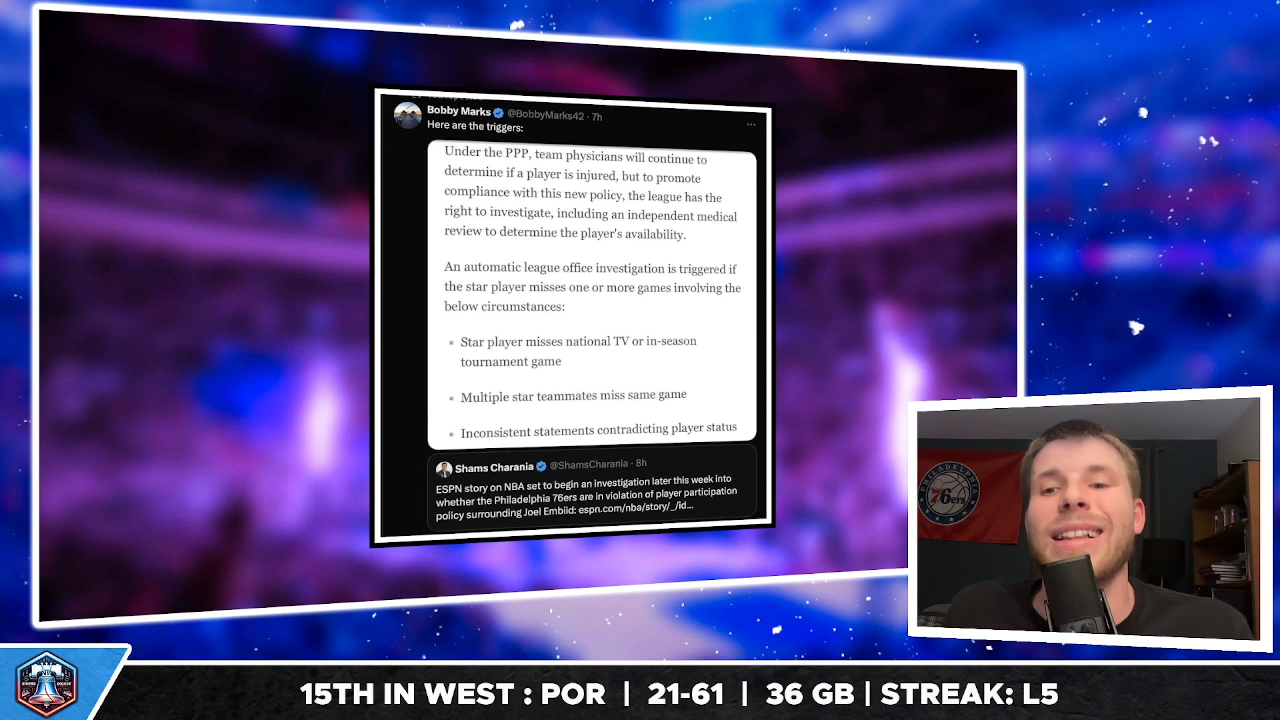 Bobby Marks @BobbyMarks42 · 7h
Here are the triggers:
Under the PPP, team physicians will continue to
determine if a player is injured, but to promote
compliance with this new policy, the league has the
right to investigate, including an independent medical
review to determine the player's availability.
An automatic league office investigation is triggered if
the star player misses one or more games involving the
below circumstances:
Star player misses national TV or in-season
tournament game
Multiple star teammates miss same game
Inconsistent statements contradicting player status
Shams Charania @ShamsCharania · 8h
ESPN story on NBA set to begin an investigation later this week into
whether the Philadelphia 76ers are in violation of player participation
policy surrounding Joel Embiid: espn.com/nba/story/_/id...
PHILADELPHIA
76ers
15TH IN WEST : POR | 21-61 | 36 GB | STREAK: L5